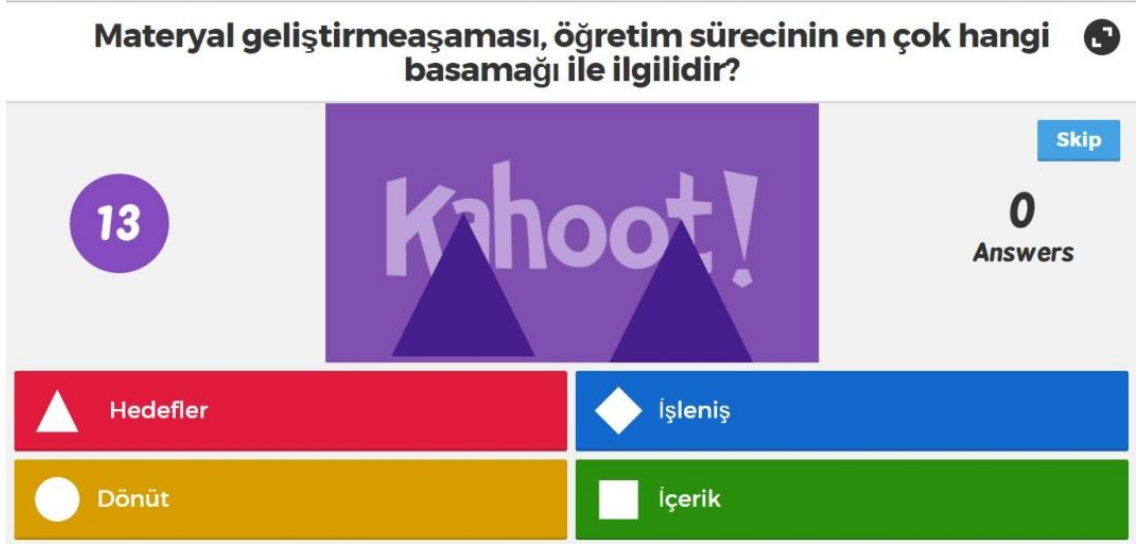 Materyal geliştirmeaşaması, öğretim sürecinin en çok hangi
basamağı ile ilgilidir?
Skip
13
Kahoot!
0
Answers
Hedefler
İşleniş
Dönüt
İçerik